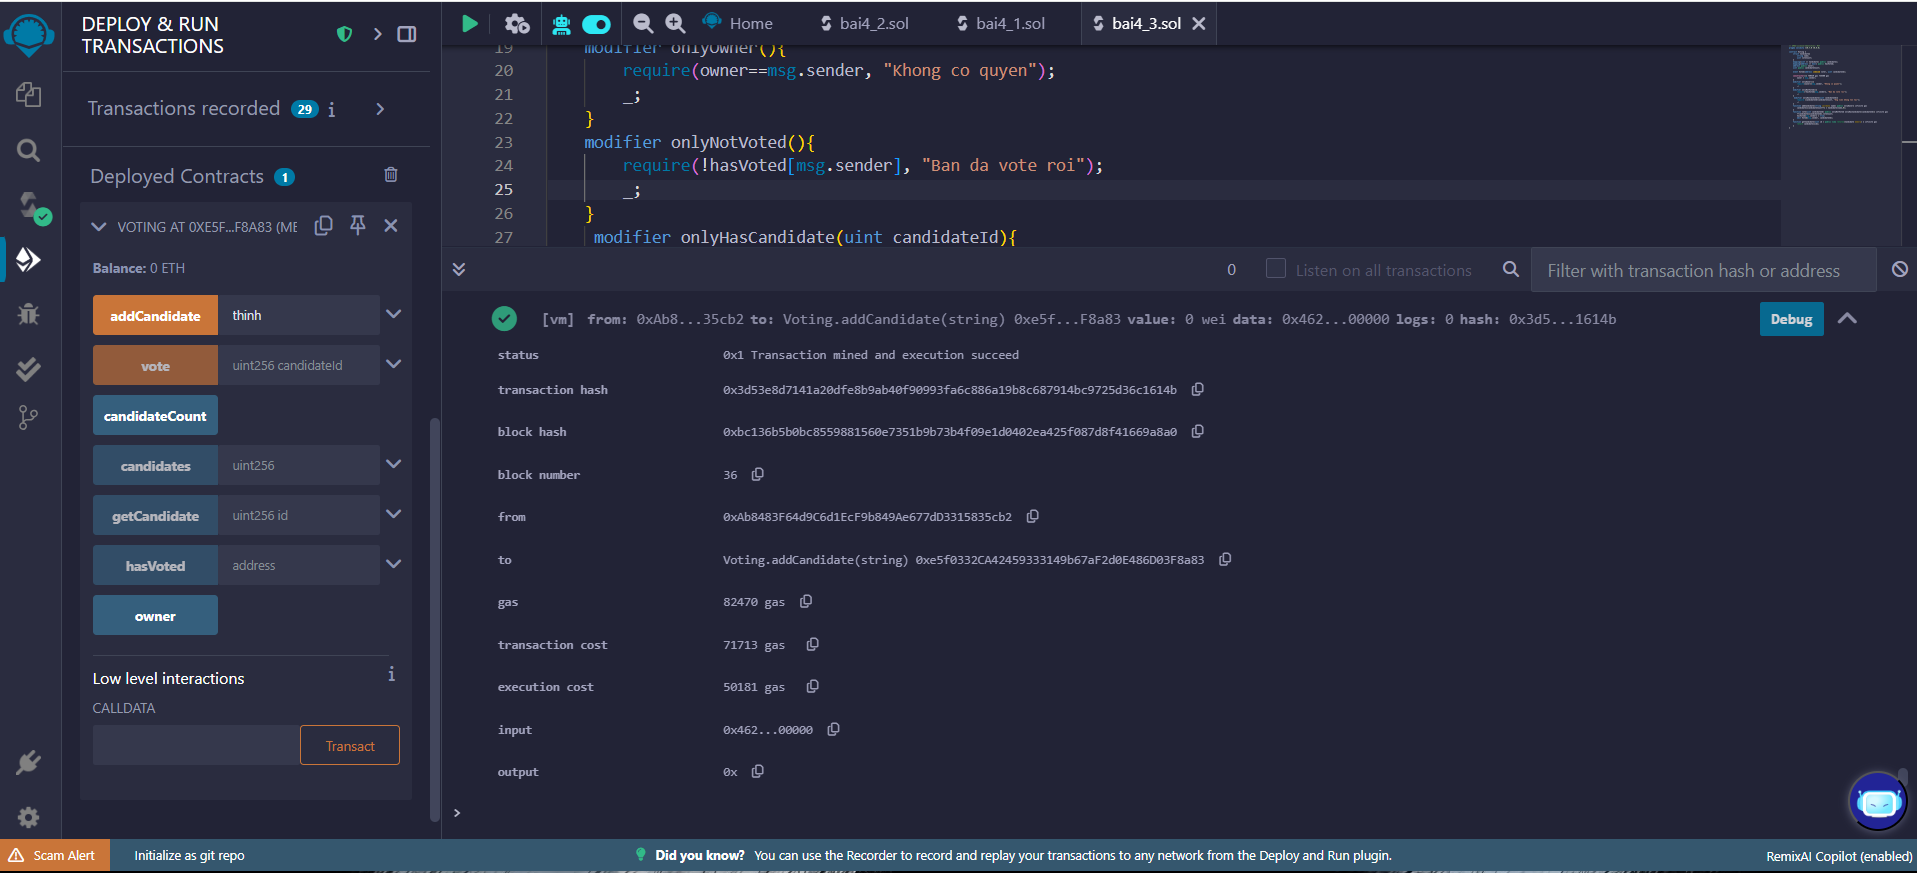 DEPLOY & RUN
TRANSACTIONS
Transactions recorded 29 i
Deployed Contracts 1
VOTING AT 0XE5F...F8A83 (ME
Balance: 0 ETH
addCandidate thinh
vote uint256 candidateId
candidateCount
candidates uint256
getCandidate uint256 id
hasVoted address
owner
Low level interactions i
CALLDATA
Transact
Home bai4_2.sol bai4_1.sol bai4_3.sol
19 modifier onlyOwner(){
20 require(owner==msg.sender, "Khong co quyen");
21 _;
22 }
23 modifier onlyNotVoted(){
24 require(!hasVoted[msg.sender], "Ban da vote roi");
25 _;
26 }
27 modifier onlyHasCandidate(uint candidateId){
0 Listen on all transactions Filter with transaction hash or address
[vm] from: 0xAb8...35cb2 to: Voting.addCandidate(string) 0xe5f...F8a83 value: 0 wei data: 0x462...00000 logs: 0 hash: 0x3d5...1614b Debug
status 0x1 Transaction mined and execution succeed
transaction hash 0x3d53e8d7141a20dfe8b9ab40f90993fa6c886a19b8c687914bc9725d36c1614b
block hash 0xbc136b5b0bc8559881560e7351b9b73b4f09e1d0402ea425f087d8f41669a8a0
block number 36
from 0xAb8483F64d9C6d1EcF9b849Ae677dD3315835cb2
to Voting.addCandidate(string) 0xe5f0332CA42459333149b67aF2d0E486D03F8a83
gas 82470 gas
transaction cost 71713 gas
execution cost 50181 gas
input 0x462...00000
output 0x
>
Scam Alert Initialize as git repo Did you know? You can use the Recorder to record and replay your transactions to any network from the Deploy and Run plugin. RemixAI Copilot (enabled)